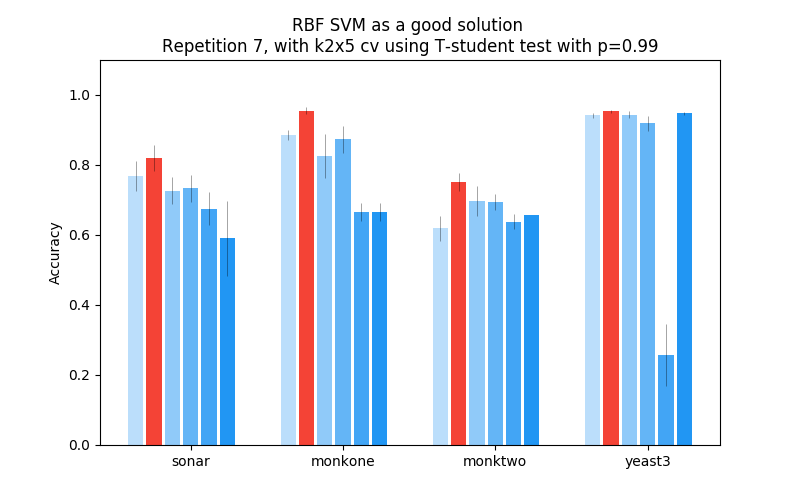 RBF SVM as a good solution
Repetition 7, with k2x5 cv using T-student test with p=0.99
1.0
0.8
0.6
0.4
0.2
0.0
Accuracy
sonar monkone monktwo yeast3